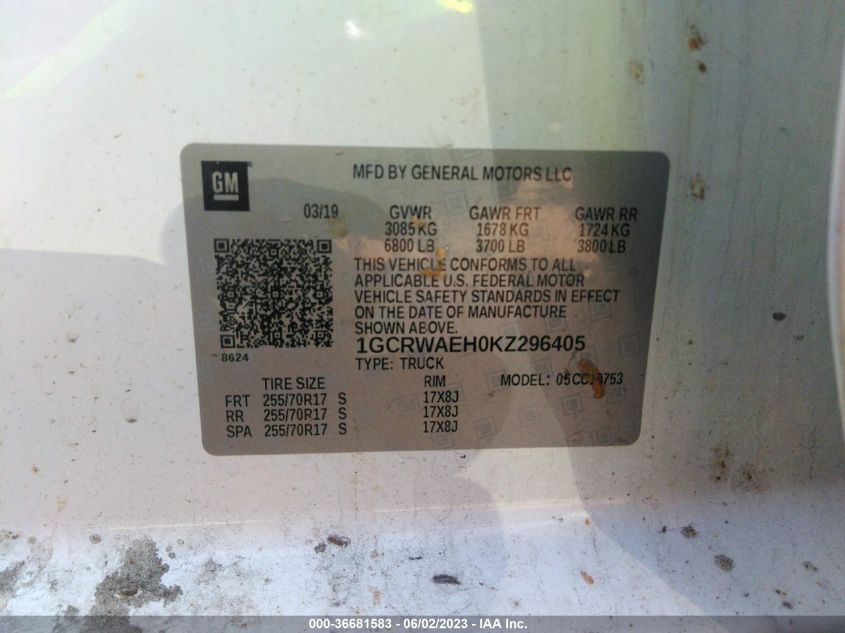 GM
MFD BY GENERAL MOTORS LLC
03/19 GVWR GAWR FRT GAWR RR
3085 KG 1678 KG 1724 KG
6800 LB 3700 LB 3800 LB
THIS VEHICLE CONFORMS TO ALL
APPLICABLE U.S. FEDERAL MOTOR
VEHICLE SAFETY STANDARDS IN EFFECT
ON THE DATE OF MANUFACTURE
SHOWN ABOVE.
8624
1GCRWAEH0KZ296405
TYPE: TRUCK
TIRE SIZE RIM MODEL:
FRT 255/70R17 S 17X8J
RR 255/70R17 S 17X8J
SPA 255/70R17 S 17X8J
000-36681583 - 06/02/2023 - IAA Inc.